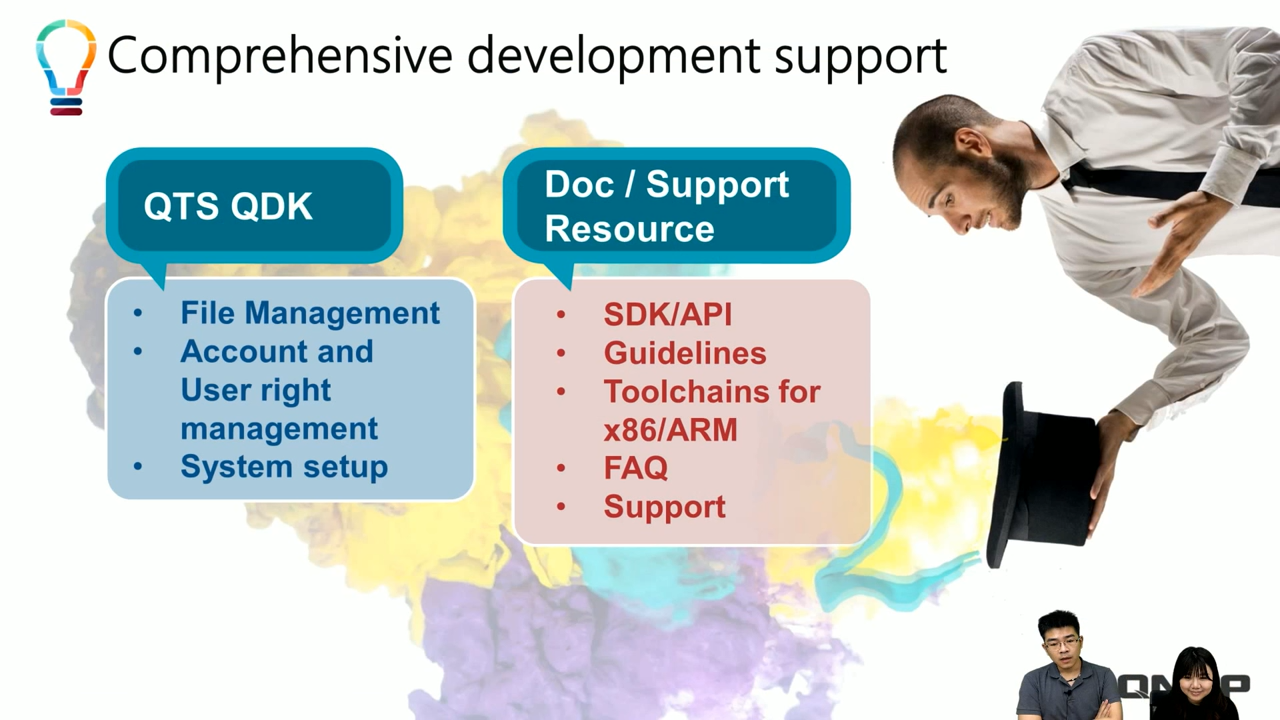 Comprehensive development support
QTS QDK
• File Management
• Account and
User right
management
• System setup
Doc / Support
Resource
• SDK/API
• Guidelines
• Toolchains for
x86/ARM
• FAQ
• Support